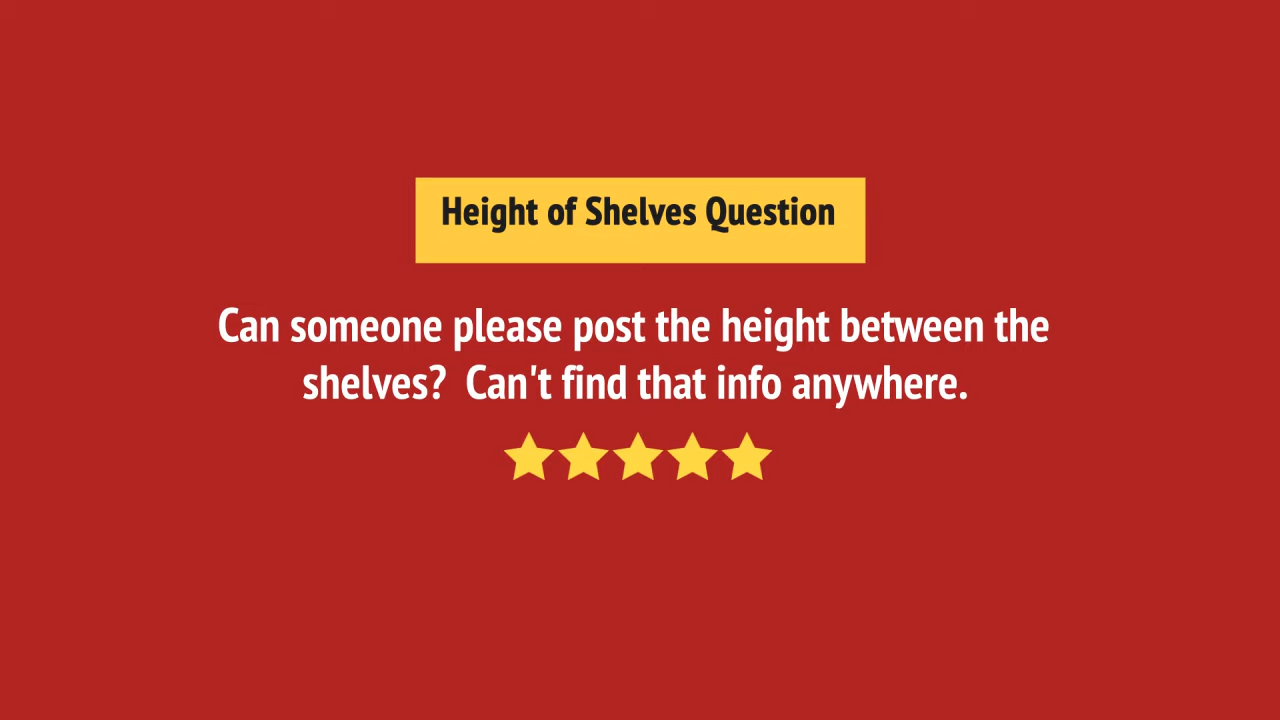 Height of Shelves Question
Can someone please post the height between the
shelves?  Can't find that info anywhere.